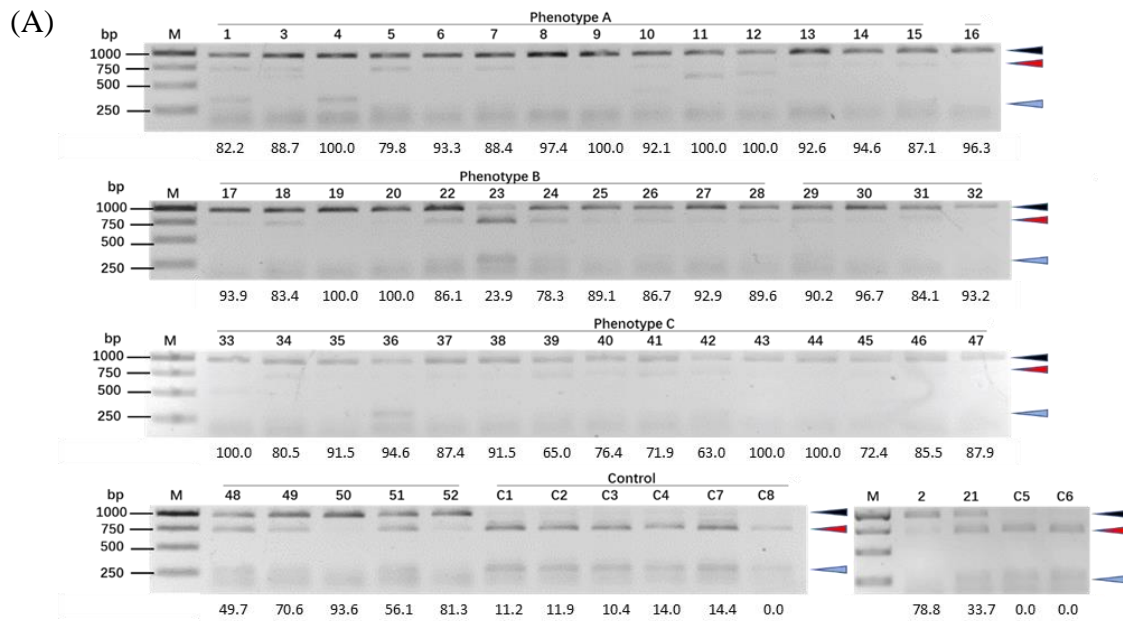 (A)
Phenotype A
bp M 1 3 4 5 6 7 8 9 10 11 12 13 14 15 16
1000
750
500
250
82.2 88.7 100.0 79.8 93.3 88.4 97.4 100.0 92.1 100.0 100.0 92.6 94.6 87.1 96.3
Phenotype B
bp M 17 18 19 20 22 23 24 25 26 27 28 29 30 31 32
1000
750
500
250
93.9 83.4 100.0 100.0 86.1 23.9 78.3 89.1 86.7 92.9 89.6 90.2 96.7 84.1 93.2
Phenotype C
bp M 33 34 35 36 37 38 39 40 41 42 43 44 45 46 47
1000
750
500
250
100.0 80.5 91.5 94.6 87.4 91.5 65.0 76.4 71.9 63.0 100.0 100.0 72.4 85.5 87.9
Control
bp M 48 49 50 51 52 C1 C2 C3 C4 C7 C8 M 2 21 C5 C6
1000
750
500
250
49.7 70.6 93.6 56.1 81.3 11.2 11.9 10.4 14.0 14.4 0.0 78.8 33.7 0.0 0.0